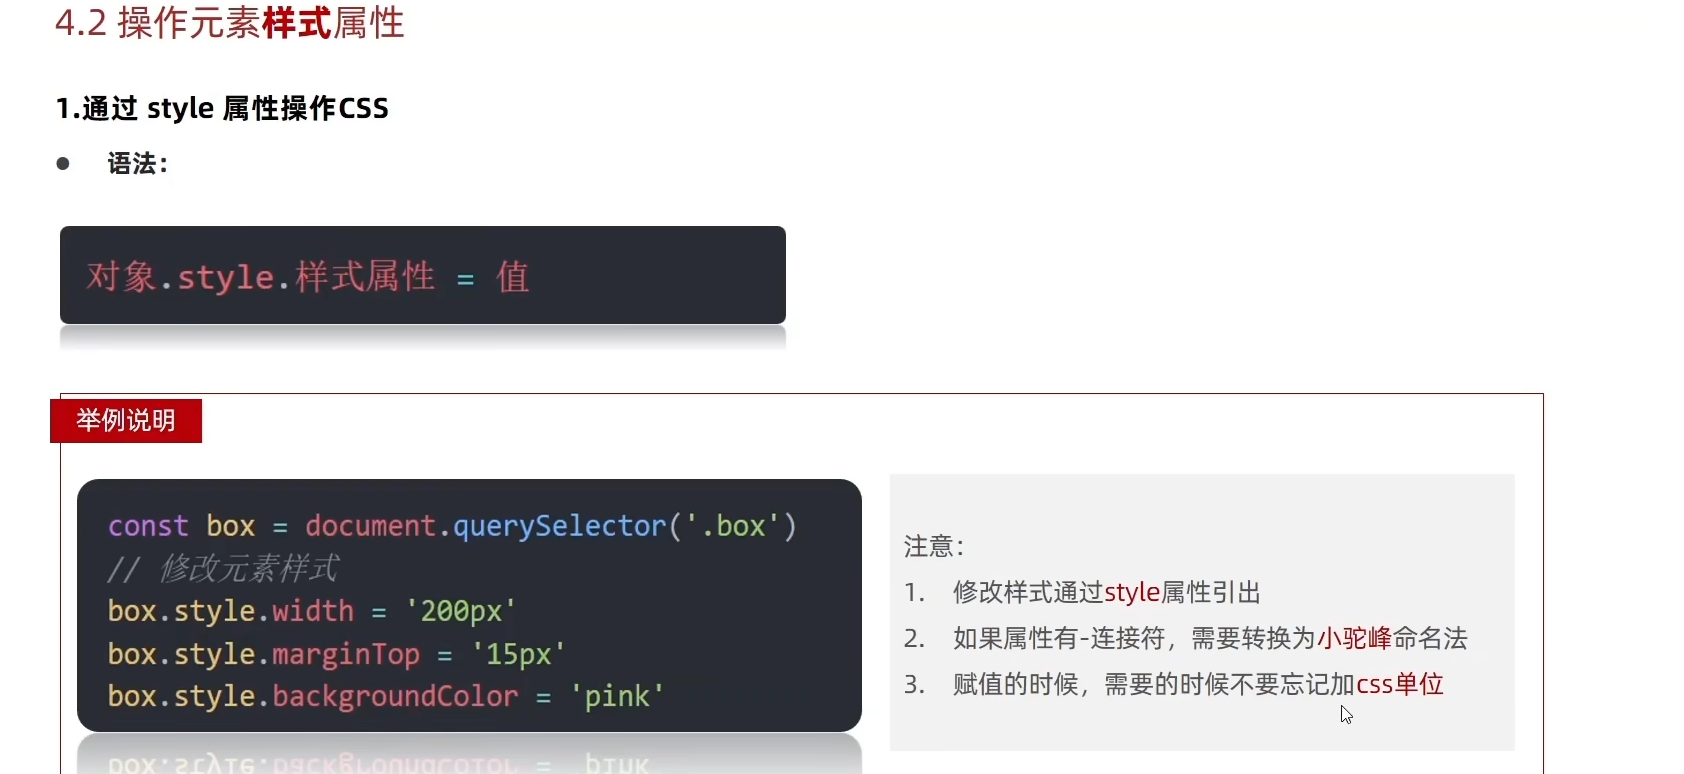 4.2 操作元素样式属性
1.通过 style 属性操作CSS
● 语法：
对象.style.样式属性 = 值
举例说明
const box = document.querySelector('.box')
// 修改元素样式
box.style.width = '200px'
box.style.marginTop = '15px'
box.style.backgroundColor = 'pink'
注意：
1. 修改样式通过style属性引出
2. 如果属性有-连接符，需要转换为小驼峰命名法
3. 赋值的时候，需要的时候不要忘记加css单位